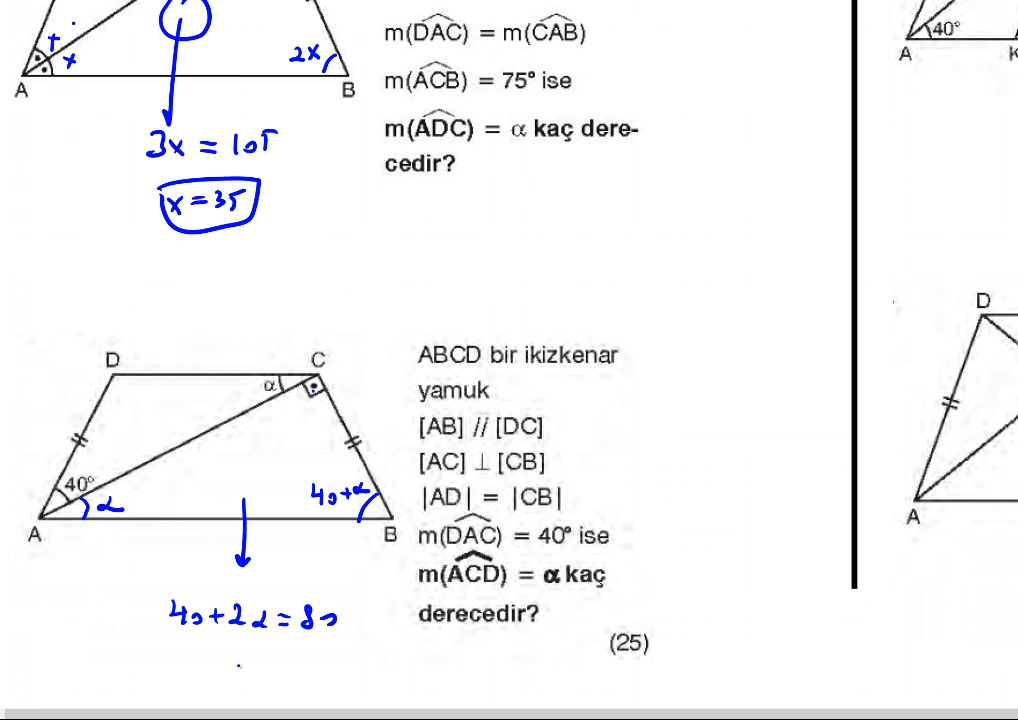 x
x
2x
A
B
3x = 105
x = 35
m(DAC) = m(CAB)
m(ACB) = 75° ise
m(ADC) = α kaç dere-
cedir?
40°
A
K
D
C
α
40°
α
40+α
A
B
40+2α = 80
ABCD bir ikizkenar
yamuk
[AB] // [DC]
[AC] ⊥ [CB]
|AD| = |CB|
m(DAC) = 40° ise
m(ACD) = α kaç
derecedir?
(25)
D
A